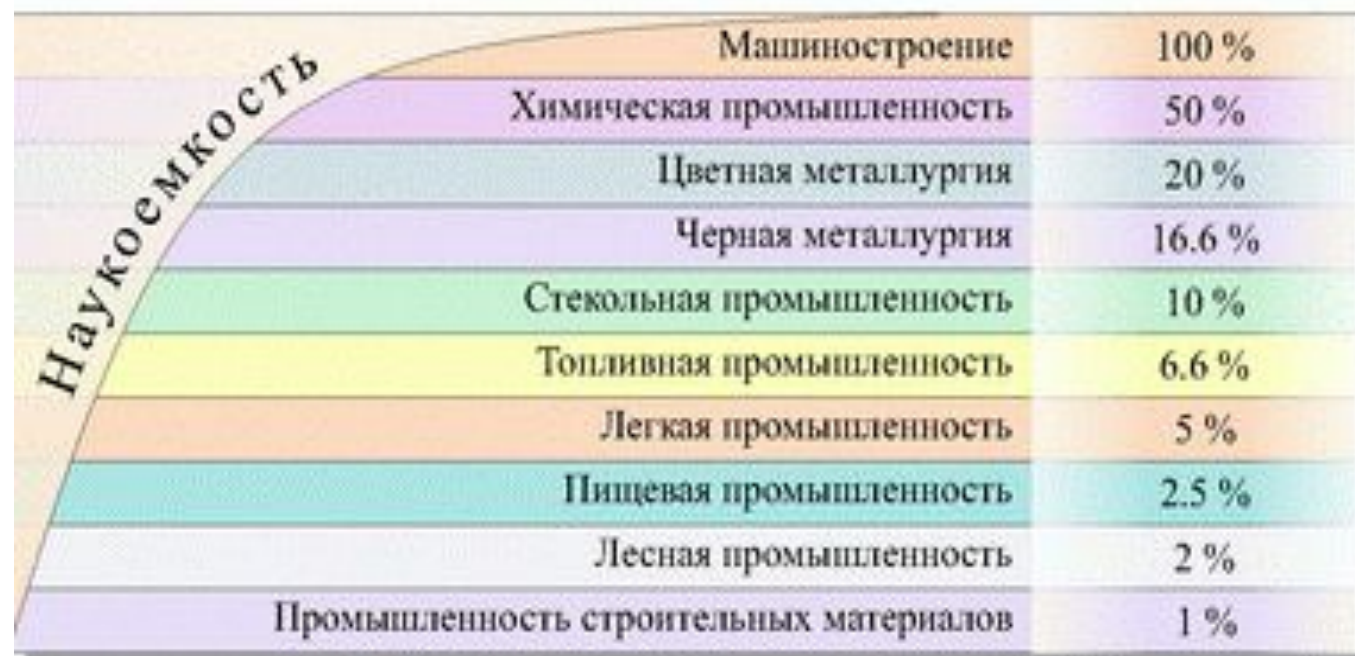 Наукоемкость
Машиностроение 100 %
Химическая промышленность 50 %
Цветная металлургия 20 %
Черная металлургия 16.6 %
Стекольная промышленность 10 %
Топливная промышленность 6.6 %
Легкая промышленность 5 %
Пищевая промышленность 2.5 %
Лесная промышленность 2 %
Промышленность строительных материалов 1 %